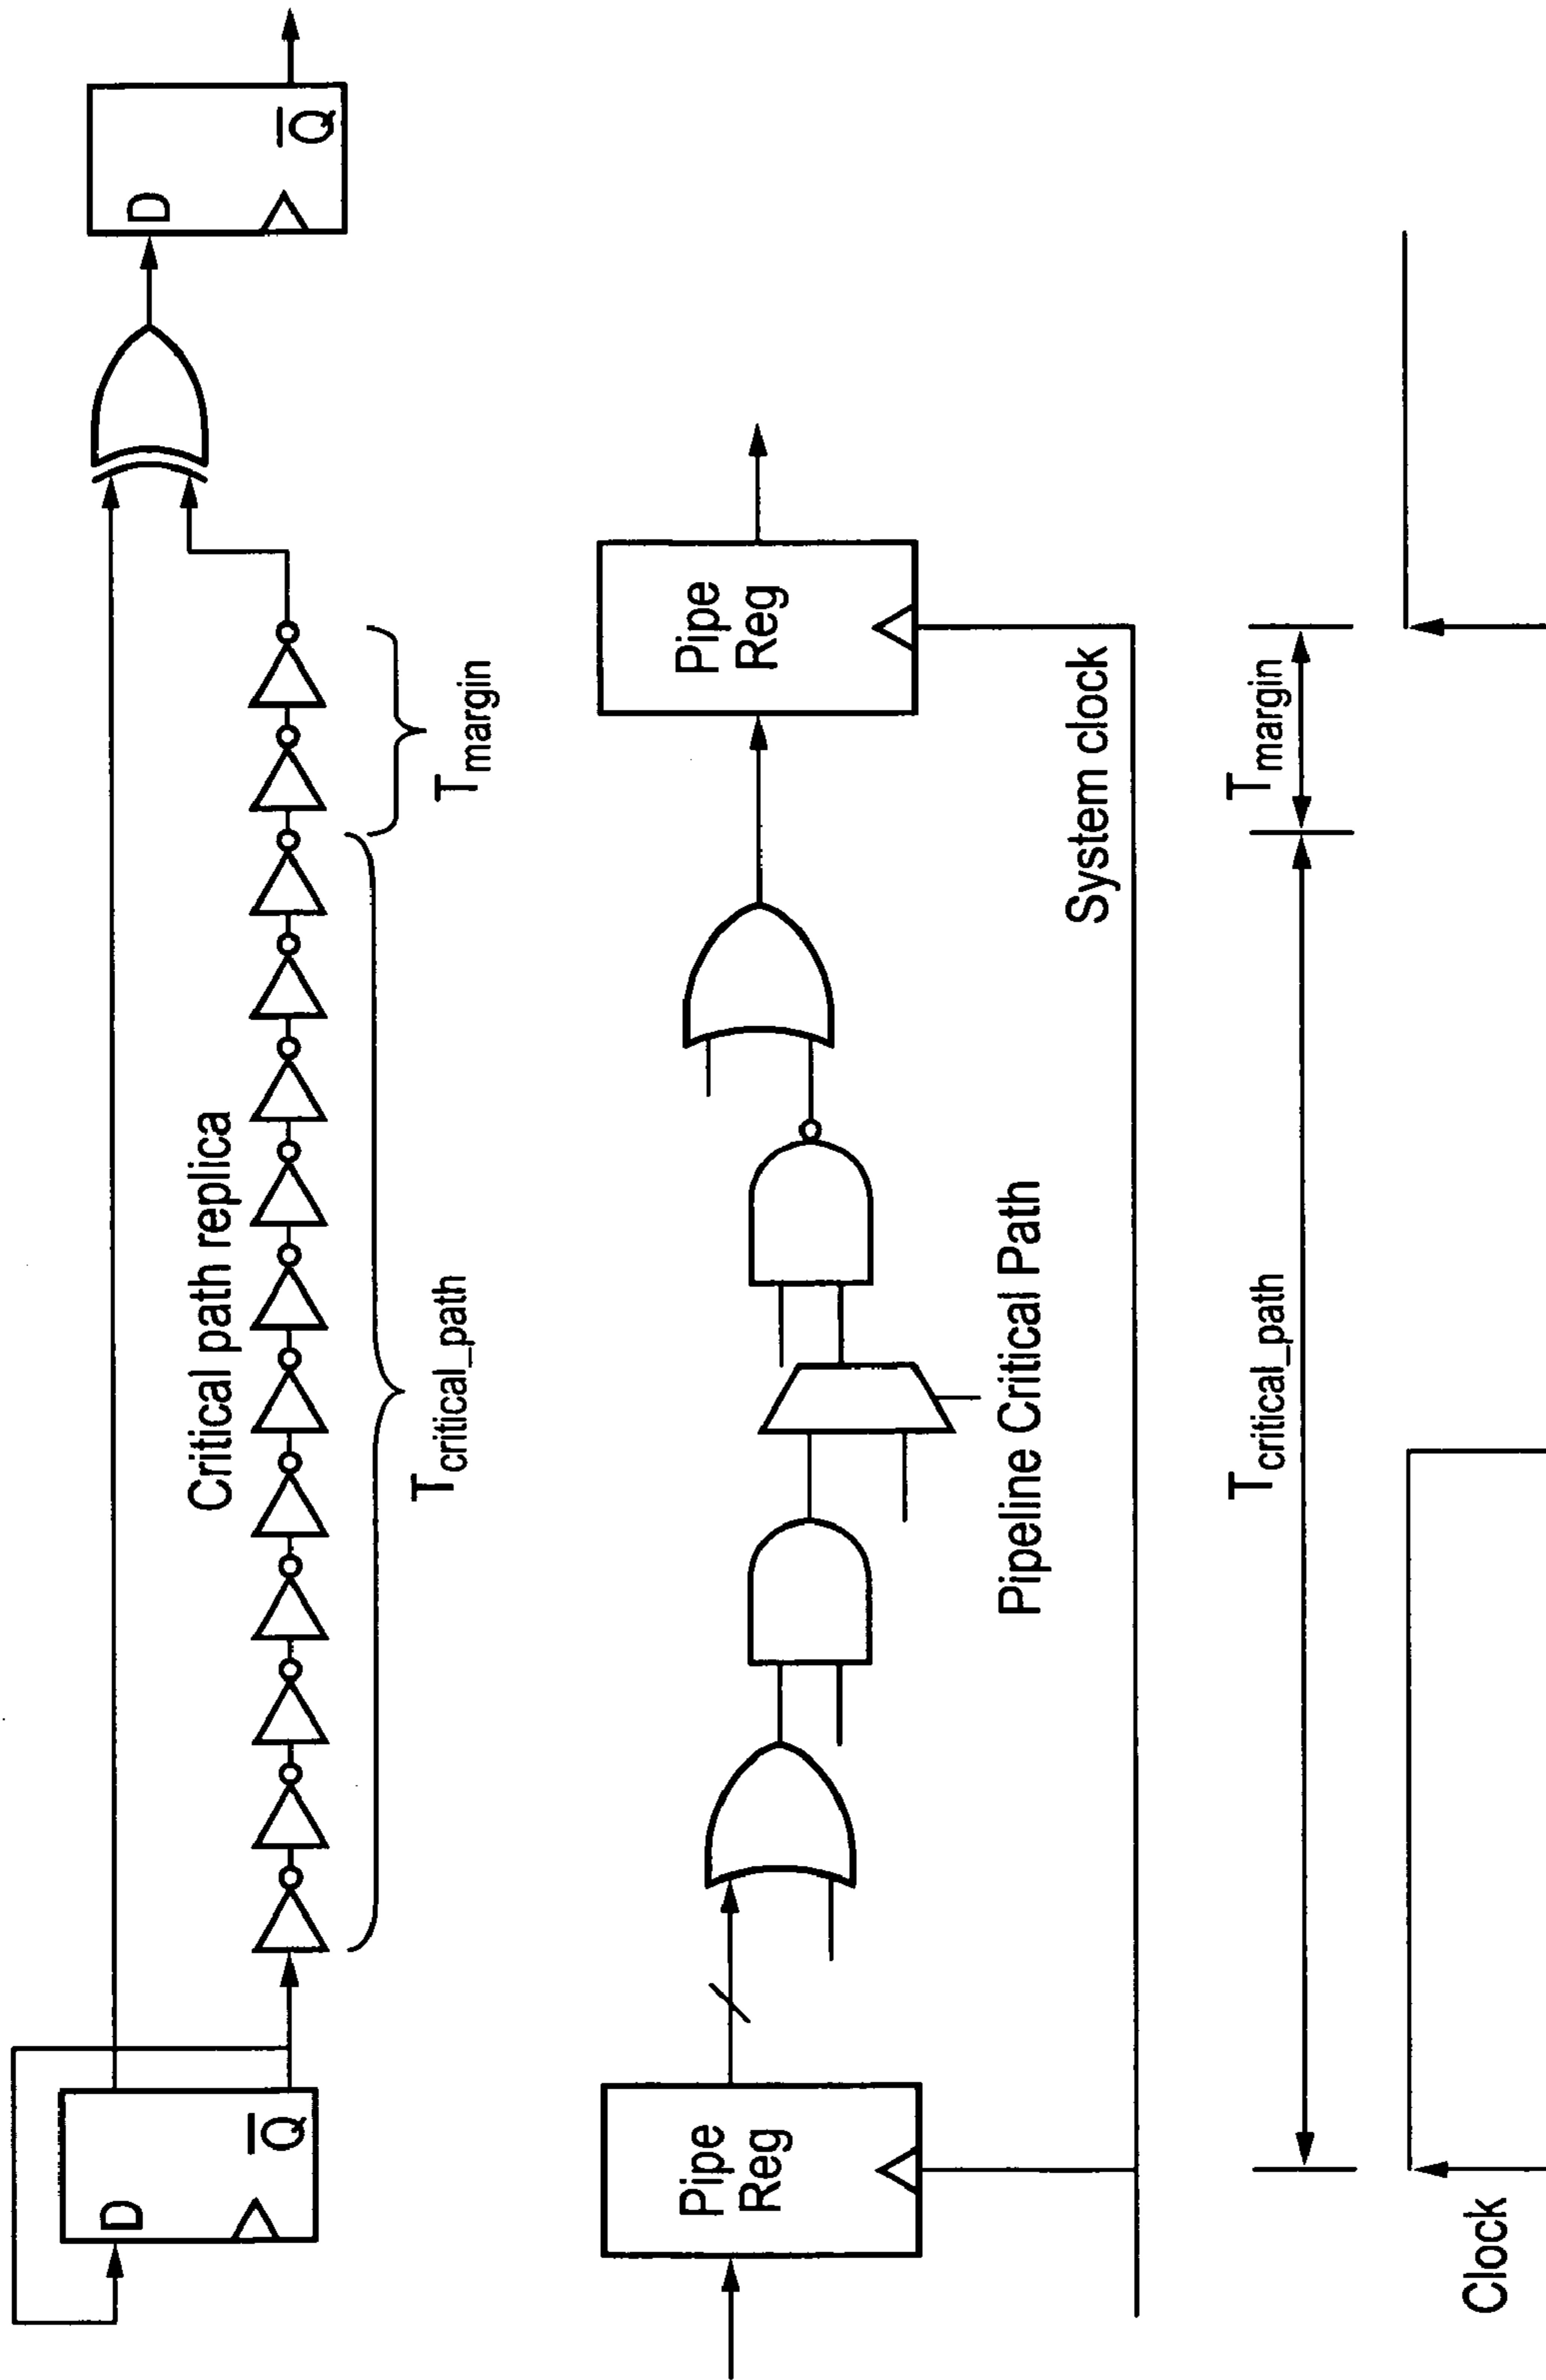 D
Q̅
Critical path replica
T_critical_path
T_margin
D
Q̅
Pipe
Reg
Pipeline Critical Path
Pipe
Reg
System clock
T_critical_path
T_margin
Clock